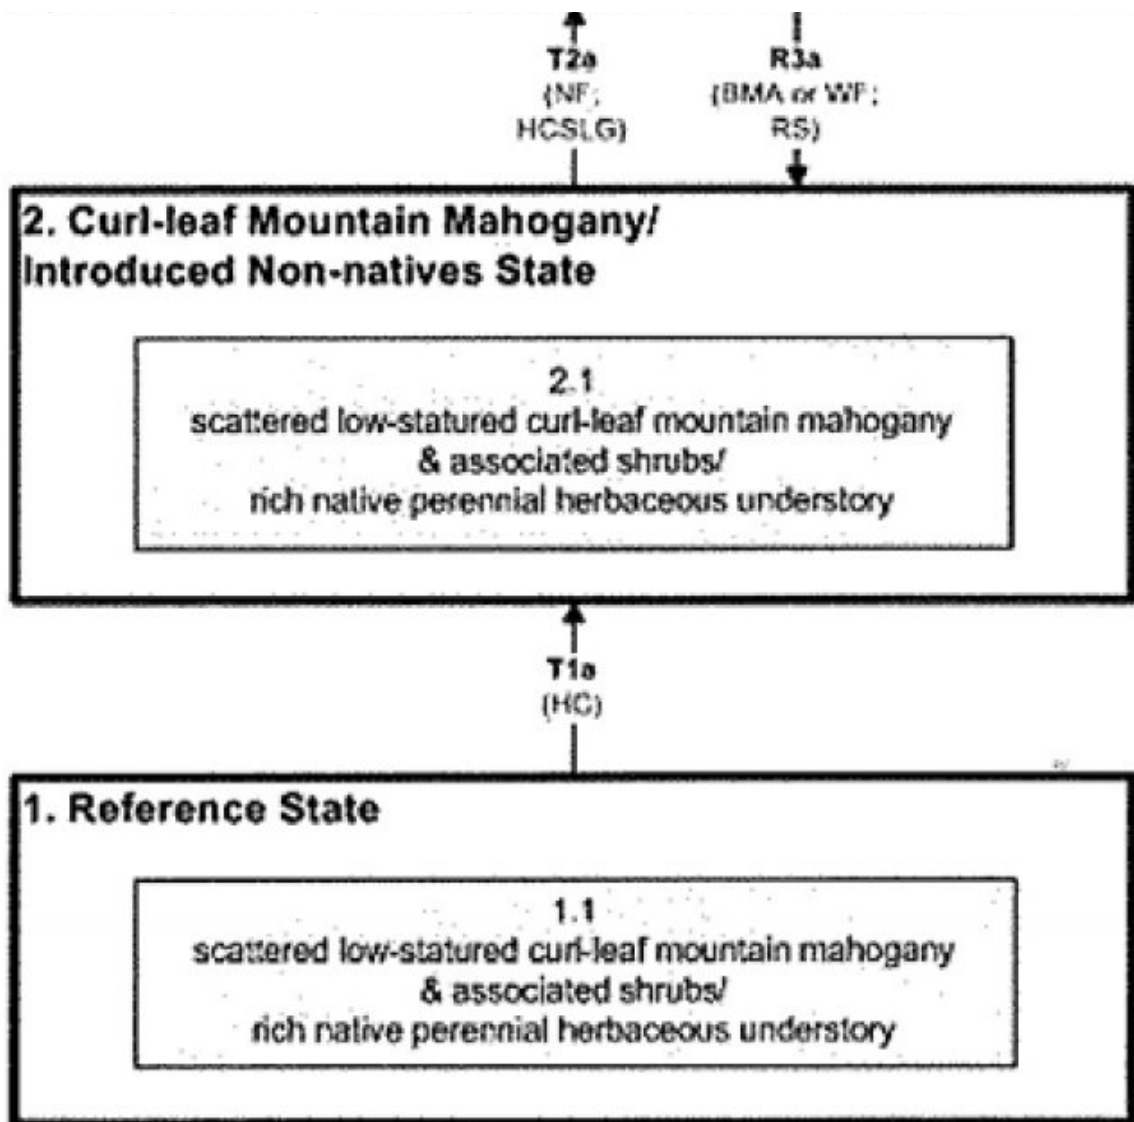 T2a
(NF;
HCSLG)
R3a
(BMA or WF;
RS)
2. Curl-leaf Mountain Mahogany/
Introduced Non-natives State
2.1
scattered low-statured curl-leaf mountain mahogany
& associated shrubs/
rich native perennial herbaceous understory
T1a
(HC)
1. Reference State
1.1
scattered low-statured curl-leaf mountain mahogany
& associated shrubs/
rich native perennial herbaceous understory